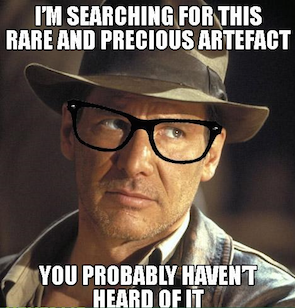 I'M SEARCHING FOR THIS
RARE AND PRECIOUS ARTEFACT
YOU PROBABLY HAVEN'T
HEARD OF IT